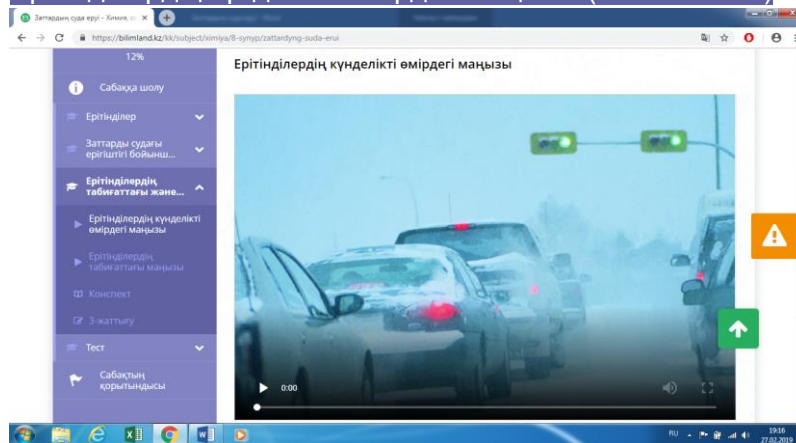 Заттардың суда еруі - Химия, с
https://bilimland.kz/kk/subject/ximiya/8-synyp/zattardyng-suda-erui
12%
Сабаққа шолу
Ерітінділер
Заттарды судағы
ерігіштігі бойынш...
Ерітінділердің
табиғаттағы және...
Ерітінділердің күнделікті
өмірдегі маңызы
Ерітінділердің
табиғаттағы маңызы
Конспект
3-жаттығу
Тест
Сабақтың
қорытындысы
Ерітінділердің күнделікті өмірдегі маңызы
0:00
RU
19:16
27.02.2019